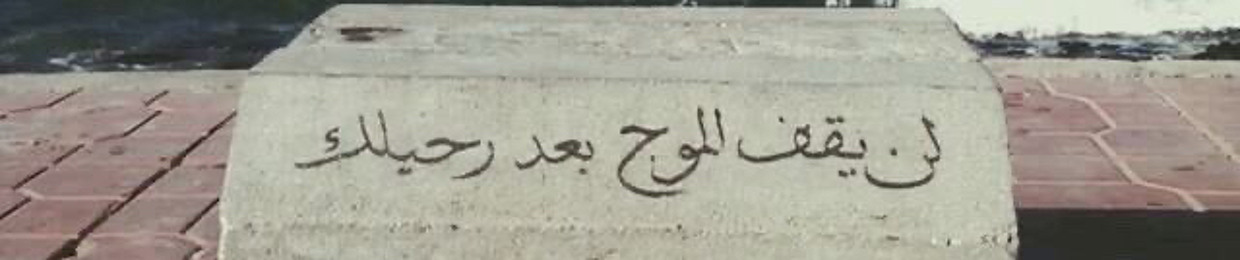 لن يقف الموج بعد رحيلك